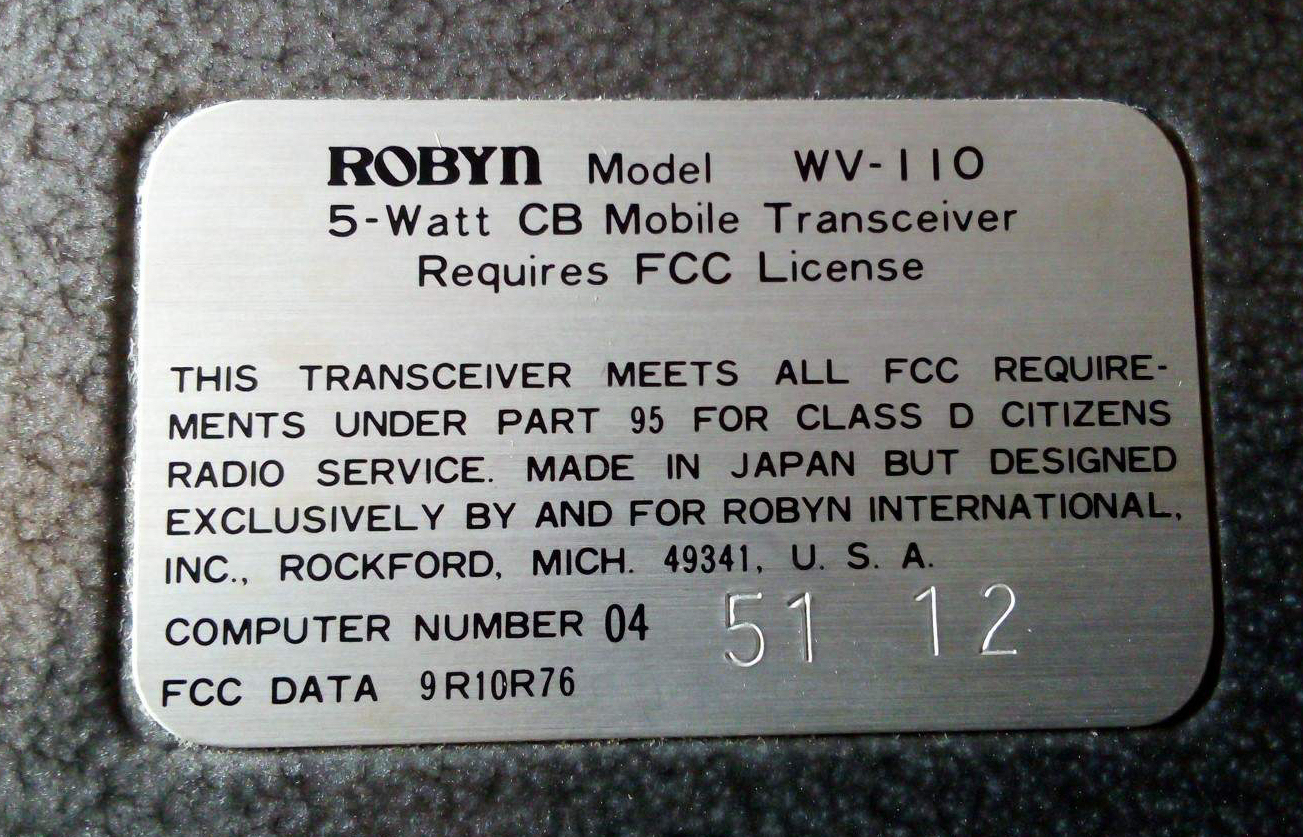 ROBYN Model WV-110
5-Watt CB Mobile Transceiver
Requires FCC License
THIS TRANSCEIVER MEETS ALL FCC REQUIRE-
MENTS UNDER PART 95 FOR CLASS D CITIZENS
RADIO SERVICE. MADE IN JAPAN BUT DESIGNED
EXCLUSIVELY BY AND FOR ROBYN INTERNATIONAL,
INC., ROCKFORD, MICH. 49341, U. S. A.
COMPUTER NUMBER 04 51 12
FCC DATA 9R10R76